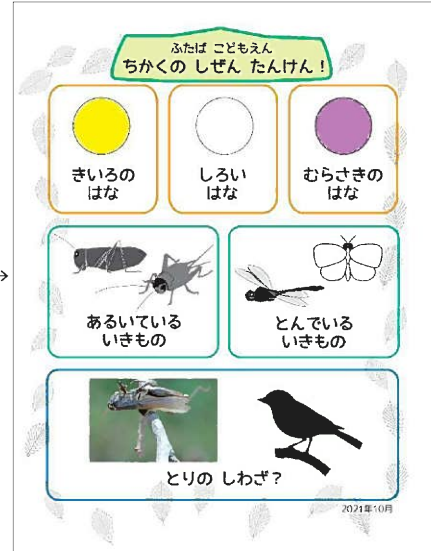 ふたば こどもえん
ちかくの しぜん たんけん！
きいろの
はな
しろい
はな
むらさきの
はな
あるいている
いきもの
とんでいる
いきもの
とりの しわざ？
2021年10月